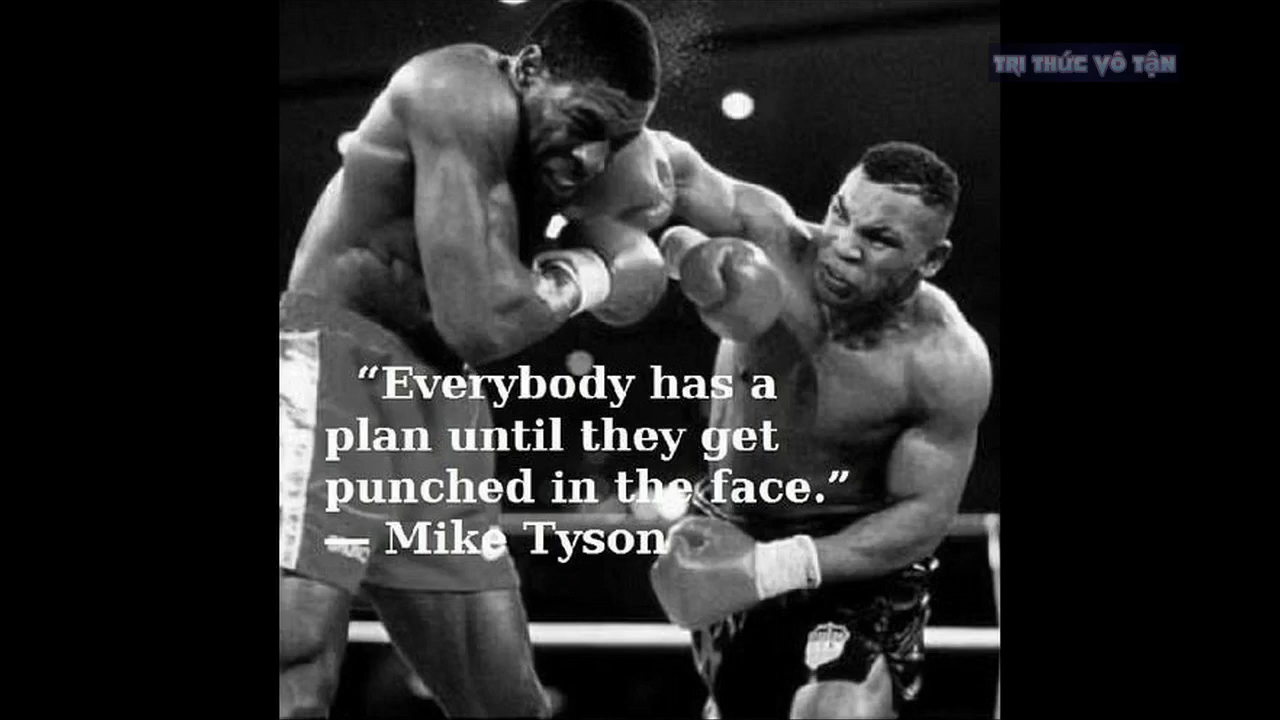 TRI THỨC VÔ TẬN
“Everybody has a
plan until they get
punched in the face.”
— Mike Tyson